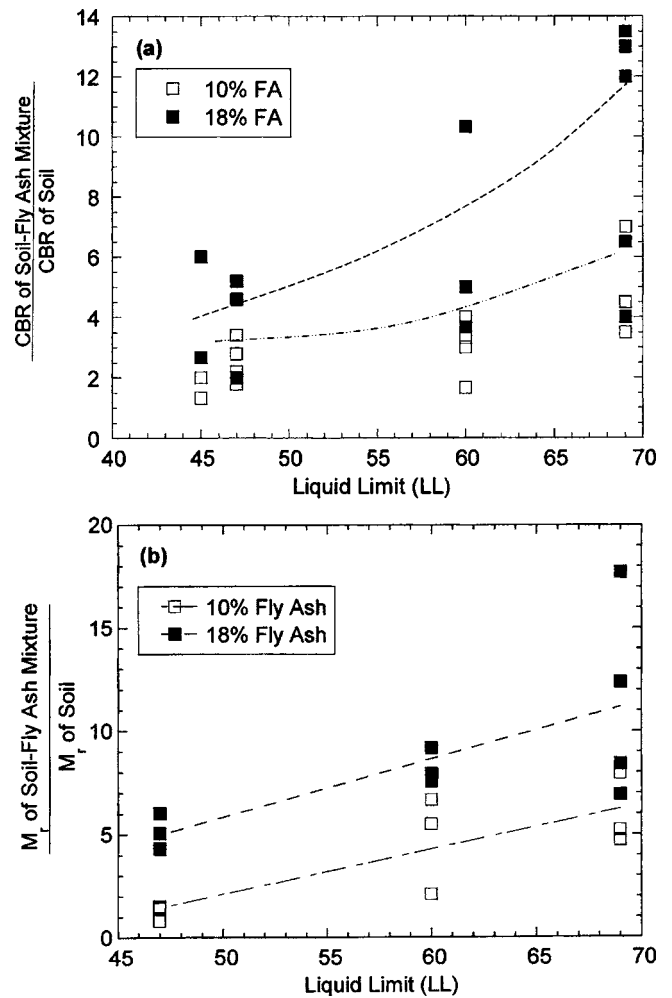 (a)
10% FA
18% FA
CBR of Soil-Fly Ash Mixture
CBR of Soil
14
12
10
8
6
4
2
0
40 45 50 55 60 65 70
Liquid Limit (LL)
(b)
10% Fly Ash
18% Fly Ash
Mr of Soil-Fly Ash Mixture
Mr of Soil
20
15
10
5
0
45 50 55 60 65 70
Liquid Limit (LL)